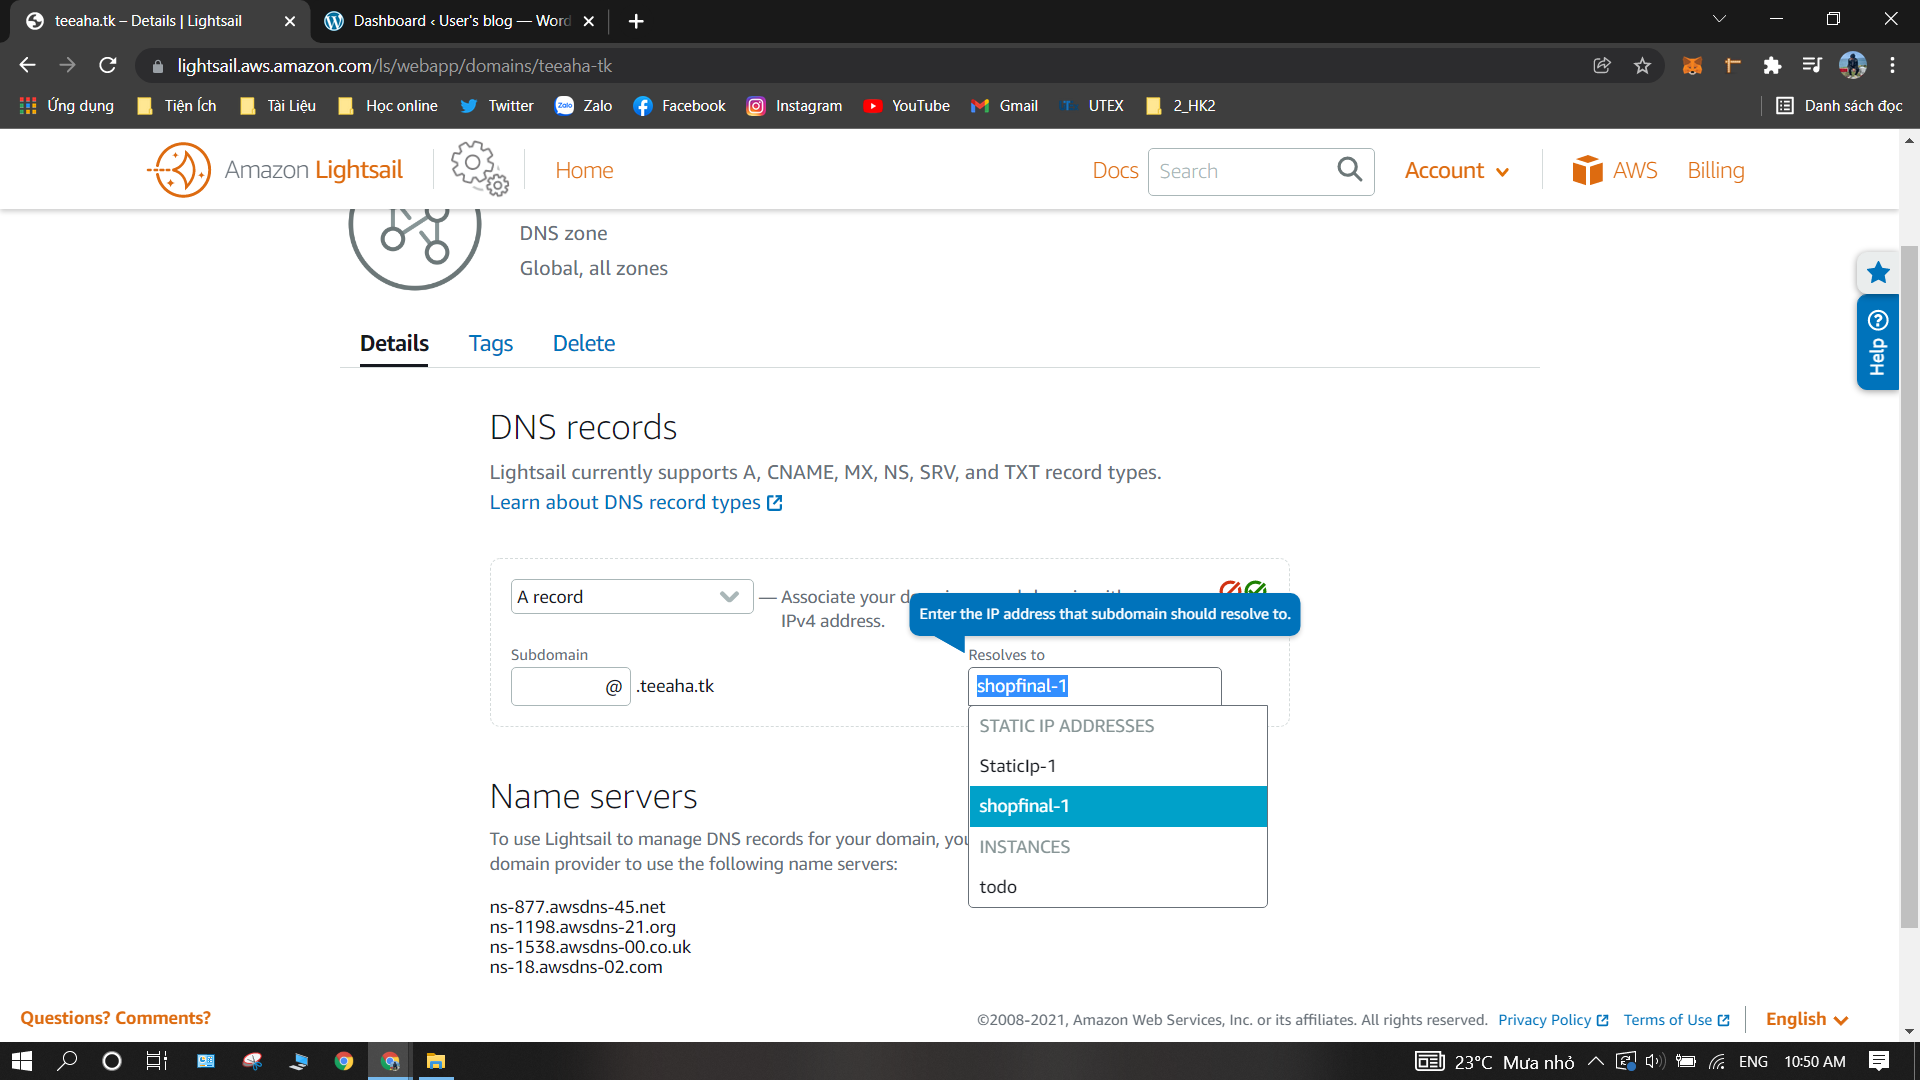 teeaha.tk – Details | Lightsail
Dashboard ‹ User's blog — Word
lightsail.aws.amazon.com/ls/webapp/domains/teeaha-tk
Ứng dụng Tiện Ích Tài Liệu Học online Twitter Zalo Facebook Instagram YouTube Gmail UTEX 2_HK2 Danh sách đọc
Amazon Lightsail Home Docs Search Account AWS Billing
DNS zone
Global, all zones
Help
Details Tags Delete
DNS records
Lightsail currently supports A, CNAME, MX, NS, SRV, and TXT record types.
Learn about DNS record types
A record — Associate your d
IPv4 address.
Enter the IP address that subdomain should resolve to.
Subdomain
@ .teeaha.tk
Resolves to
shopfinal-1
STATIC IP ADDRESSES
StaticIp-1
shopfinal-1
INSTANCES
todo
Name servers
To use Lightsail to manage DNS records for your domain, you
domain provider to use the following name servers:
ns-877.awsdns-45.net
ns-1198.awsdns-21.org
ns-1538.awsdns-00.co.uk
ns-18.awsdns-02.com
Questions? Comments? ©2008-2021, Amazon Web Services, Inc. or its affiliates. All rights reserved. Privacy Policy Terms of Use English
23°C Mưa nhỏ ENG 10:50 AM